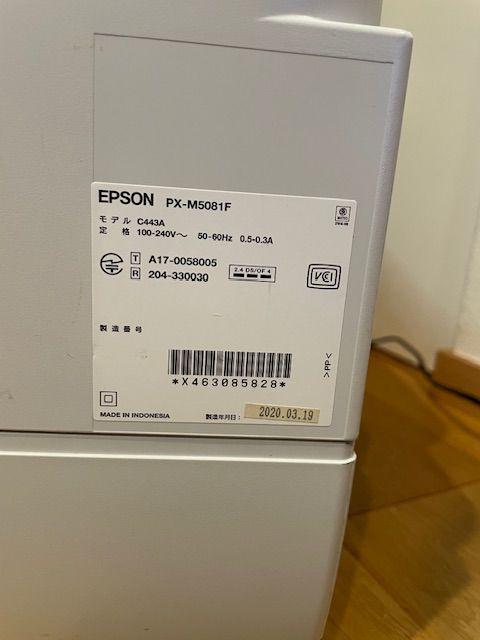 EPSON PX-M5081F
モデル C443A
定格 100-240V～ 50-60Hz 0.5-0.3A
T A17-0058005
R 204-330030
2.4 DS/OF 4
VCI
製造番号
*X463085828*
>PP<
MADE IN INDONESIA
製造年月日: 2020.03.19